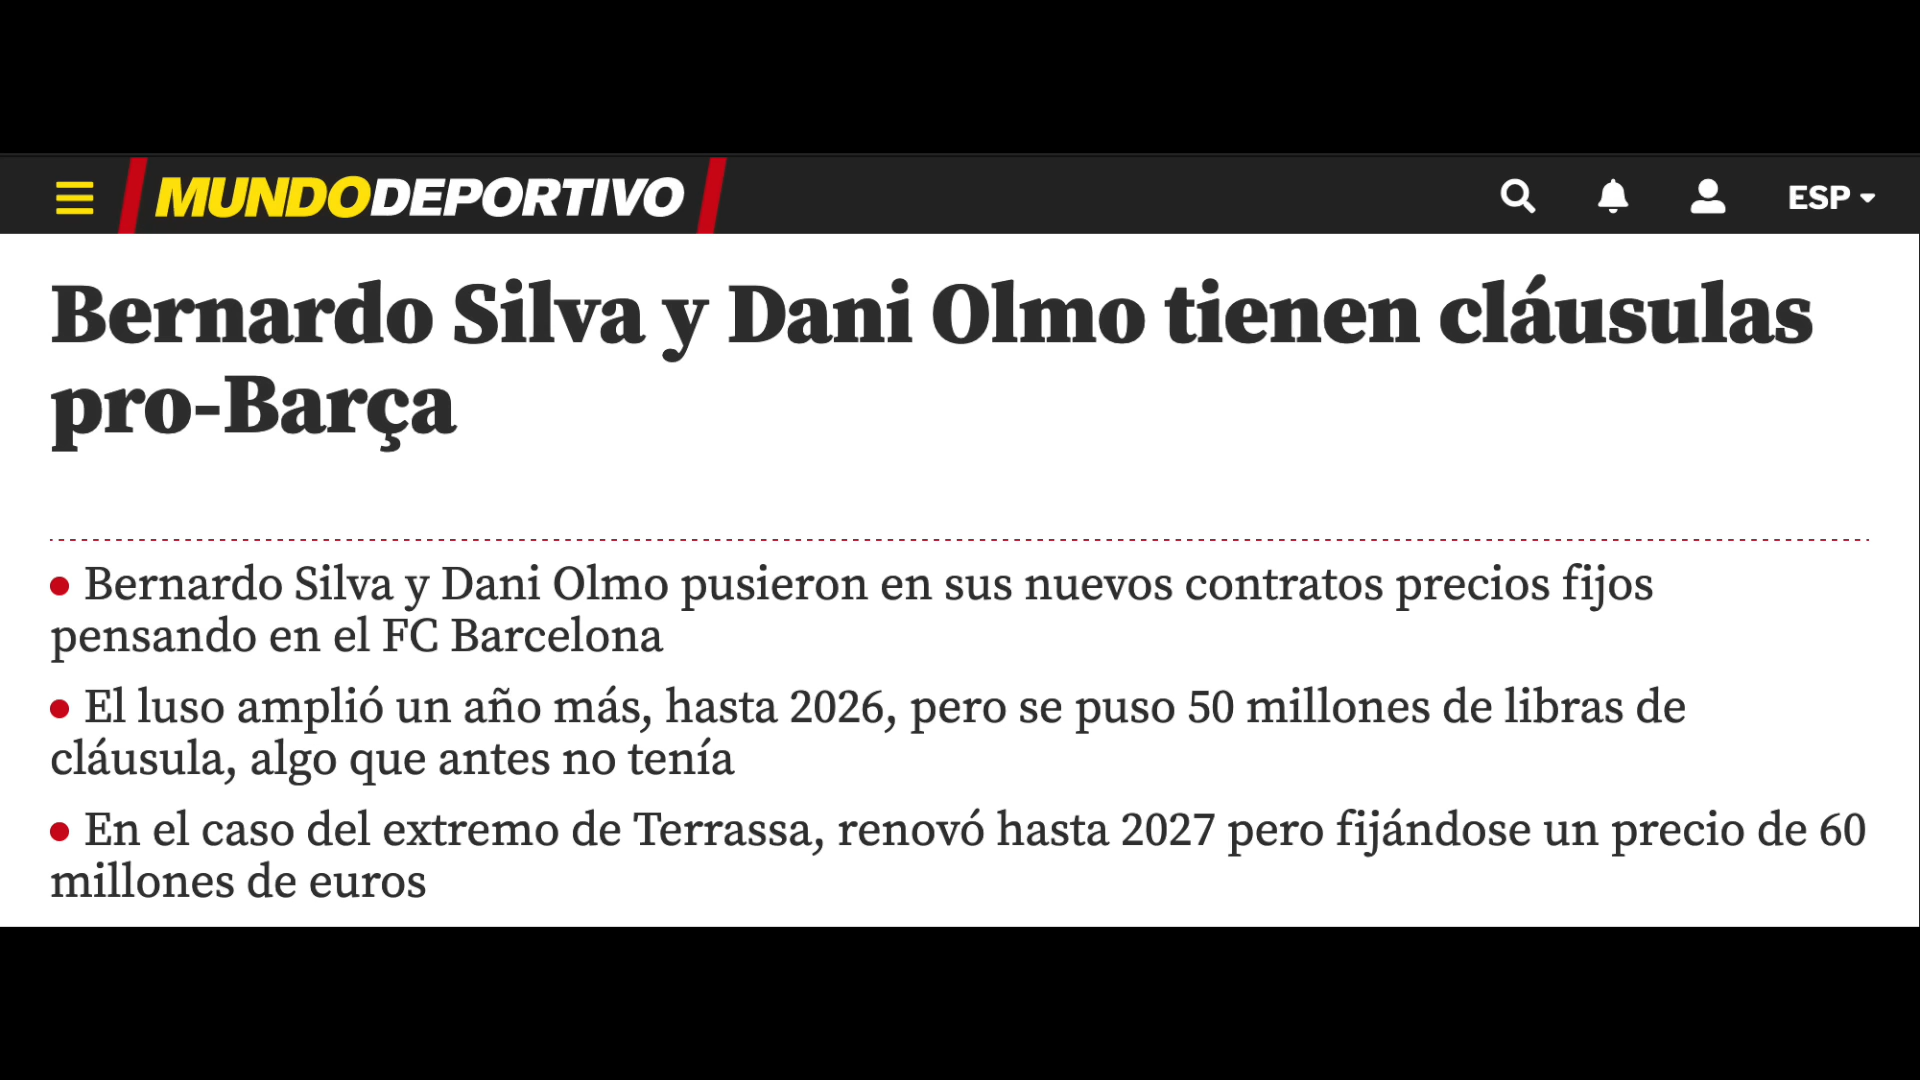 MUNDODEPORTIVO
ESP
Bernardo Silva y Dani Olmo tienen cláusulas
pro-Barça
• Bernardo Silva y Dani Olmo pusieron en sus nuevos contratos precios fijos
pensando en el FC Barcelona
• El luso amplió un año más, hasta 2026, pero se puso 50 millones de libras de
cláusula, algo que antes no tenía
• En el caso del extremo de Terrassa, renovó hasta 2027 pero fijándose un precio de 60
millones de euros